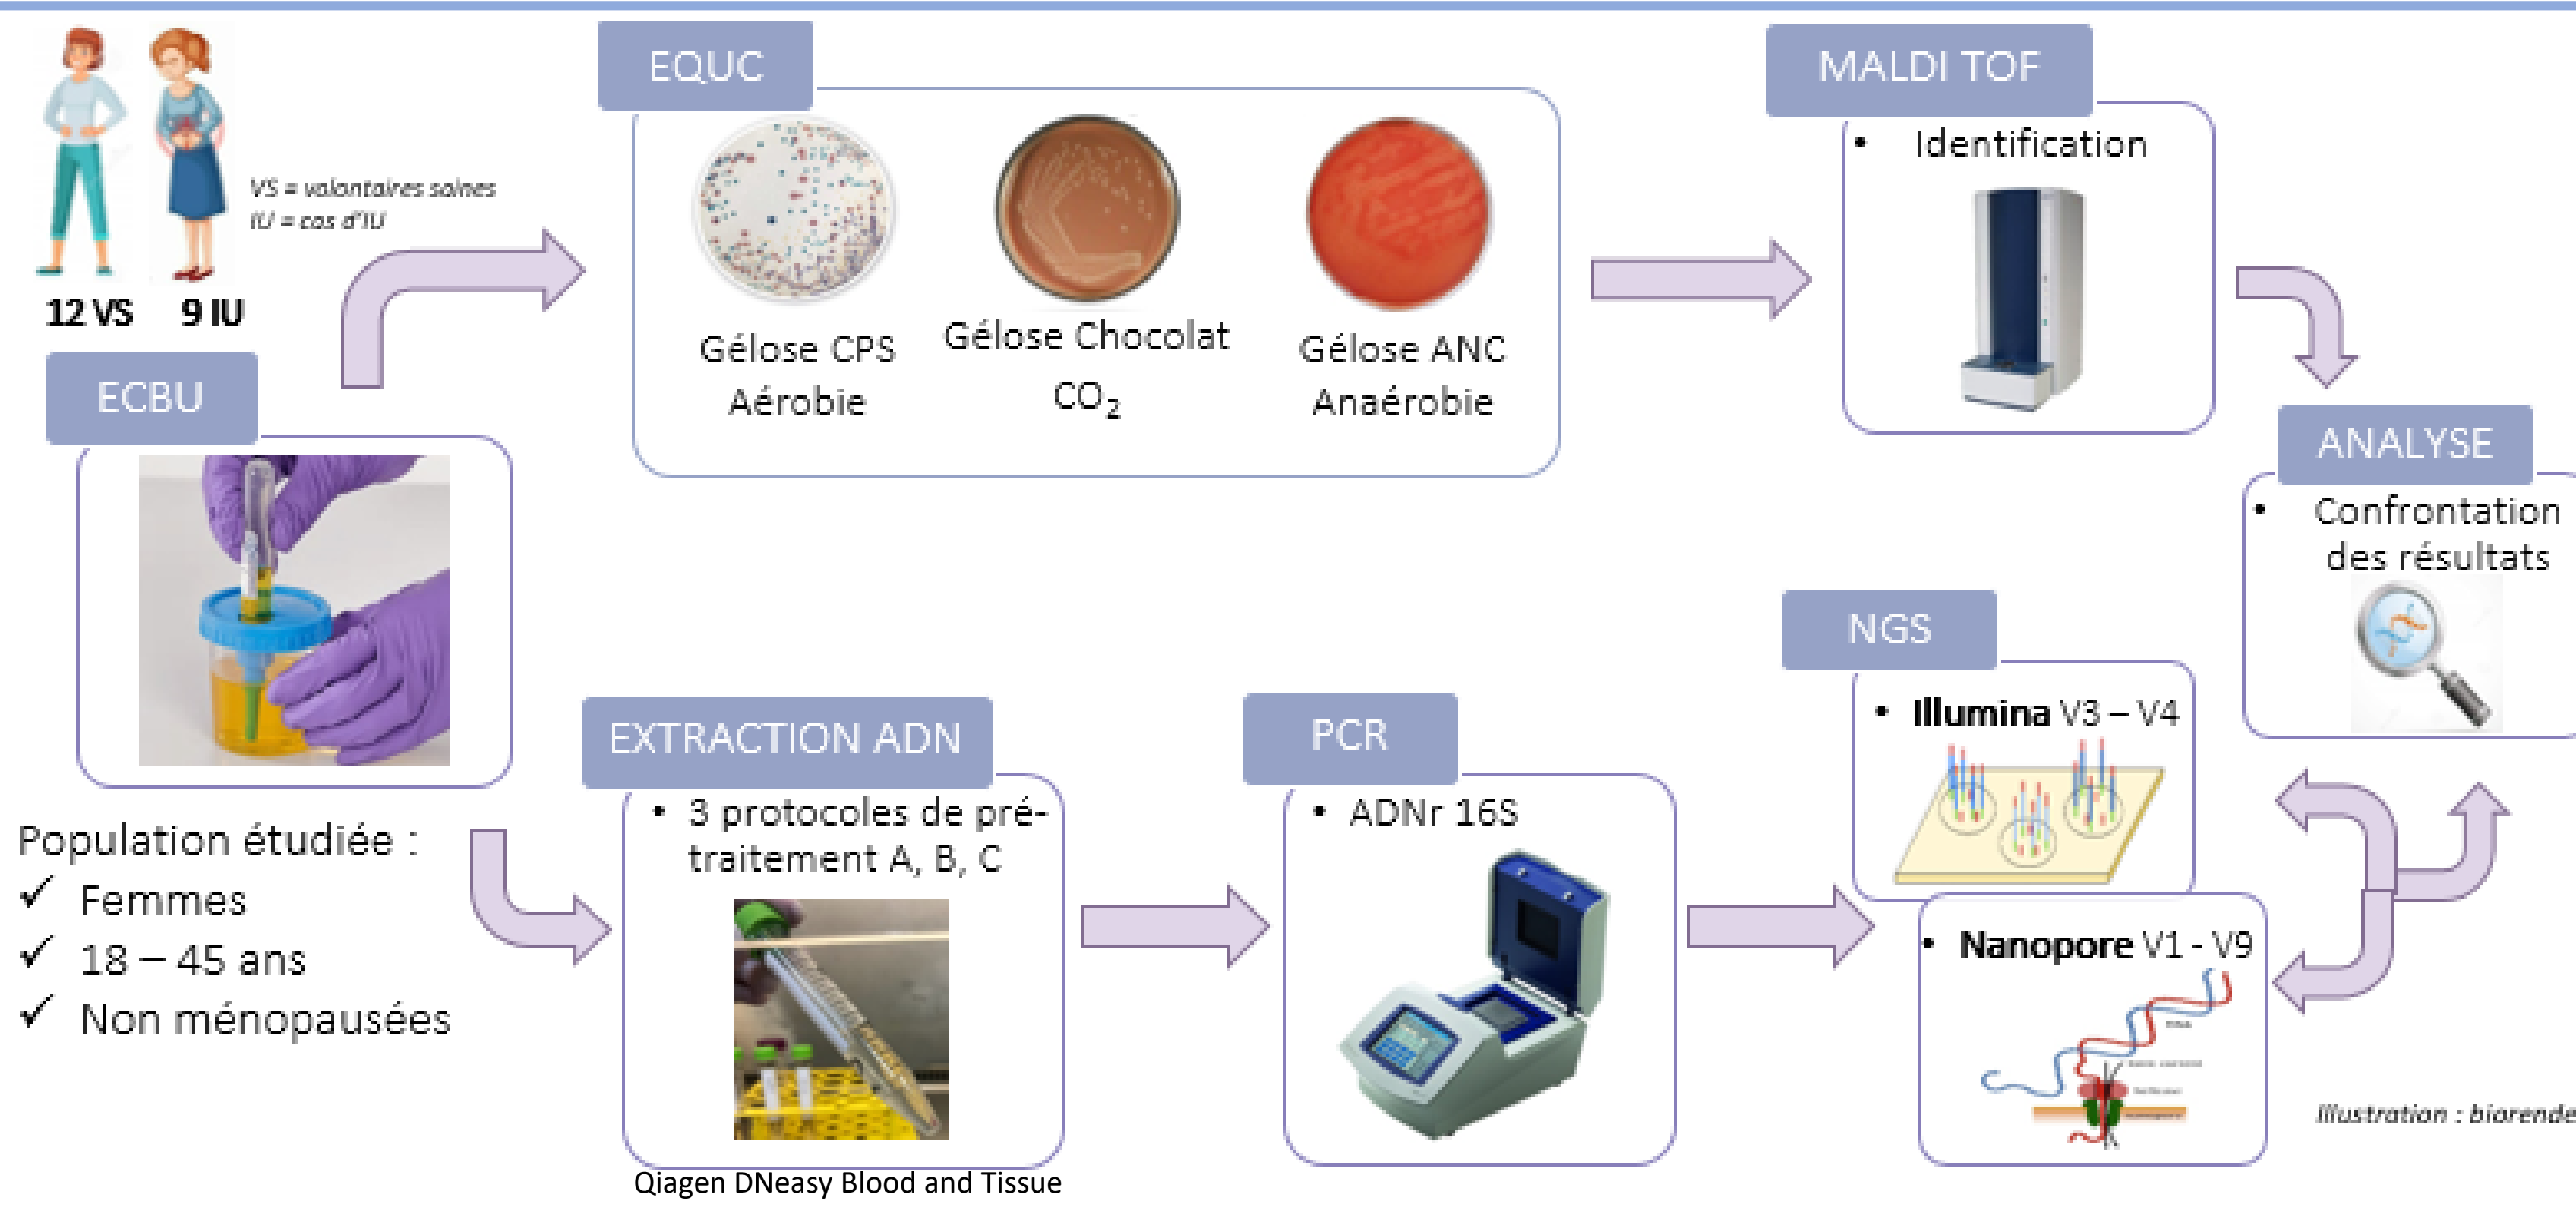 VS = volontaires saines
IU = cas d'IU
12 VS
9 IU
ECBU
Population étudiée :
✓ Femmes
✓ 18 – 45 ans
✓ Non ménopausées
EQUC
Gélose CPS
Aérobie
Gélose Chocolat
CO₂
Gélose ANC
Anaérobie
MALDI TOF
• Identification
EXTRACTION ADN
• 3 protocoles de pré-
traitement A, B, C
Qiagen DNeasy Blood and Tissue
PCR
• ADNr 16S
NGS
• Illumina V3 – V4
• Nanopore V1 - V9
ANALYSE
• Confrontation
des résultats
Illustration : biorende